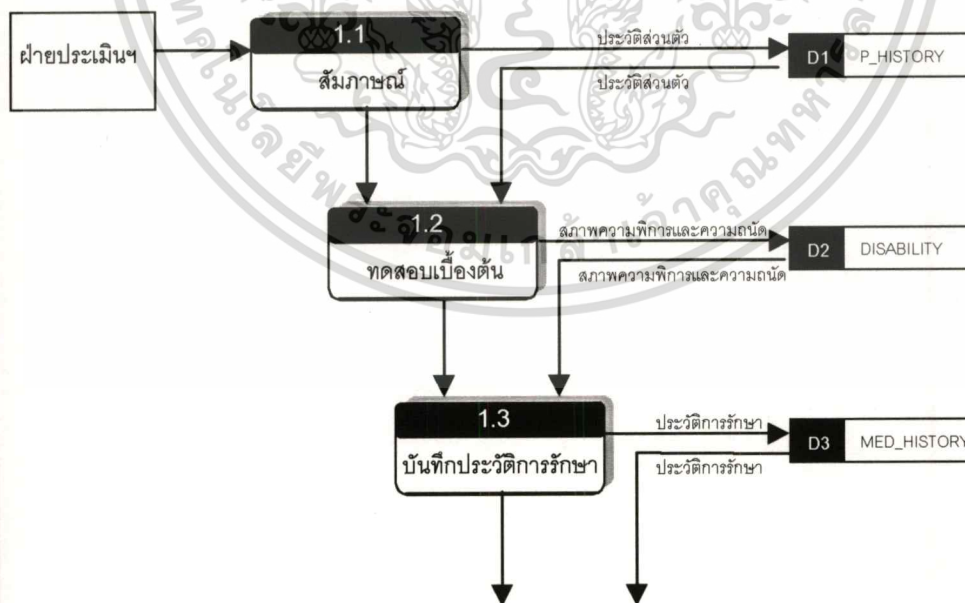 ฝ่ายประเมินฯ
1.1
สัมภาษณ์
ประวัติส่วนตัว
ประวัติส่วนตัว
D1 P_HISTORY
1.2
ทดสอบเบื้องต้น
สภาพความพิการและความถนัด
สภาพความพิการและความถนัด
D2 DISABILITY
1.3
บันทึกประวัติการรักษา
ประวัติการรักษา
ประวัติการรักษา
D3 MED_HISTORY